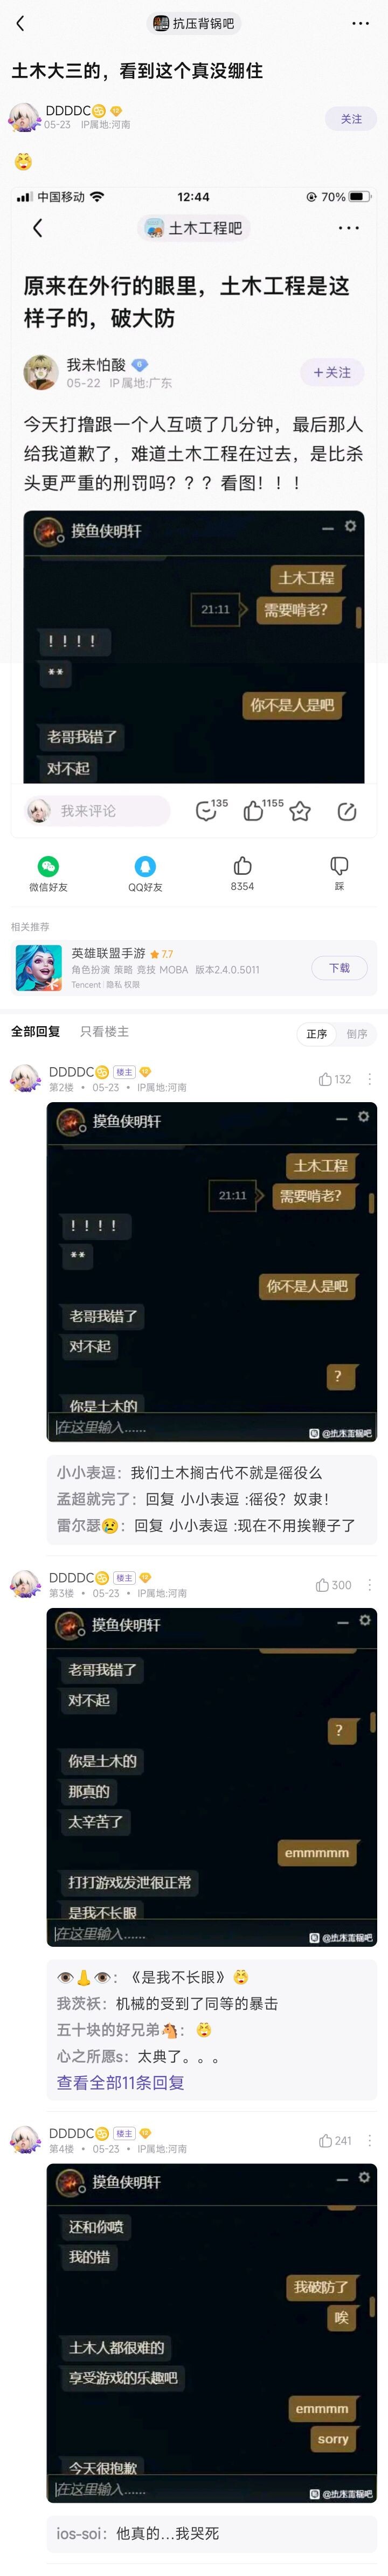 抗压背锅吧
土木大三的，看到这个真没绷住
DDDDC
05-23 IP属地:河南
关注
中国移动 12:44 70%
土木工程吧
原来在外行的眼里，土木工程是这
样子的，破大防
我未怕酸 6
05-22 IP属地:广东
+关注
今天打撸跟一个人互喷了几分钟，最后那人
给我道歉了，难道土木工程在过去，是比杀
头更严重的刑罚吗？？？看图！！！
摸鱼侠明轩
土木工程
21:11
需要啃老?
！！！！
**
你不是人是吧
老哥我错了
对不起
我来评论
135
1155
微信好友
QQ好友
8354
踩
相关推荐
英雄联盟手游 7.7
角色扮演 策略 竞技 MOBA 版本2.4.0.5011
Tencent | 隐私 权限
下载
全部回复 只看楼主
正序 倒序
DDDDC 楼主
第2楼 • 05-23 • IP属地:河南
132
摸鱼侠明轩
土木工程
21:11
需要啃老?
！！！！
**
你不是人是吧
老哥我错了
对不起
?
你是土木的
在这里输入......
@抗压背锅吧
小小表逗：我们土木搁古代不就是徭役么
孟超就完了：回复 小小表逗 :徭役？奴隶！
雷尔瑟😢：回复 小小表逗 :现在不用挨鞭子了
DDDDC 楼主
第3楼 • 05-23 • IP属地:河南
300
摸鱼侠明轩
老哥我错了
对不起
?
你是土木的
那真的
太辛苦了
emmmmm
打打游戏发泄很正常
是我不长眼
在这里输入......
@抗压背锅吧
👁👃👁：《是我不长眼》
我茨袄：机械的受到了同等的暴击
五十块的好兄弟🐴：
心之所愿s：太典了。。。
查看全部11条回复
DDDDC 楼主
第4楼 • 05-23 • IP属地:河南
241
摸鱼侠明轩
还和你喷
我的错
我破防了
唉
土木人都很难的
享受游戏的乐趣吧
emmmm
sorry
今天很抱歉
在这里输入......
@抗压背锅吧
ios-soi：他真的...我哭死